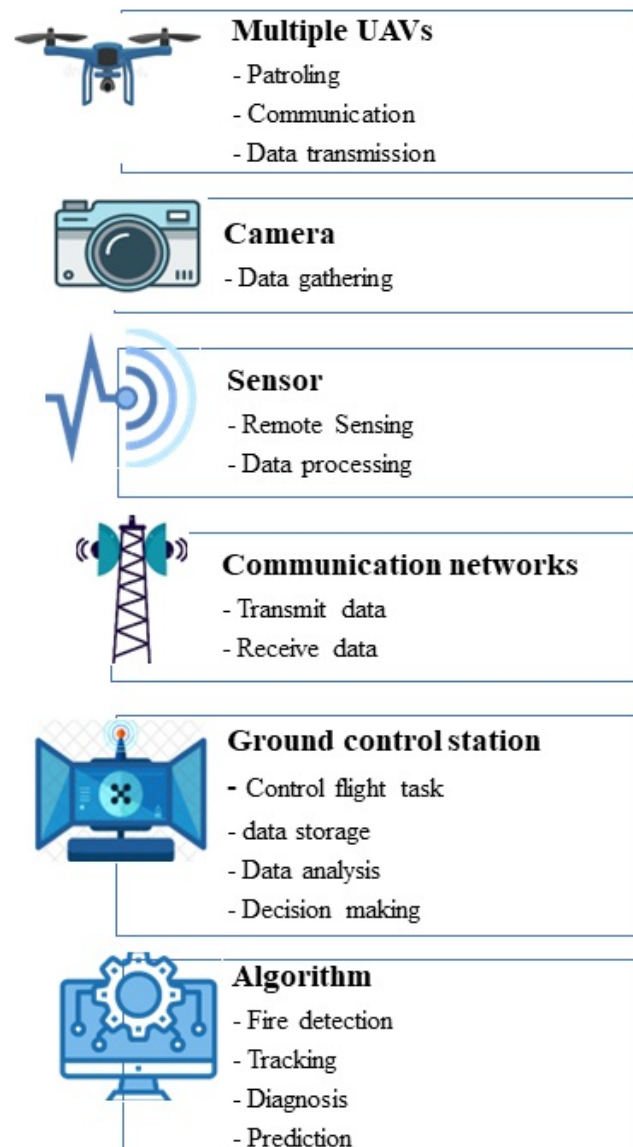 Multiple UAVs
- Patroling
- Communication
- Data transmission
Camera
- Data gathering
Sensor
- Remote Sensing
- Data processing
Communication networks
- Transmit data
- Receive data
Ground control station
- Control flight task
- data storage
- Data analysis
- Decision making
Algorithm
- Fire detection
- Tracking
- Diagnosis
- Prediction